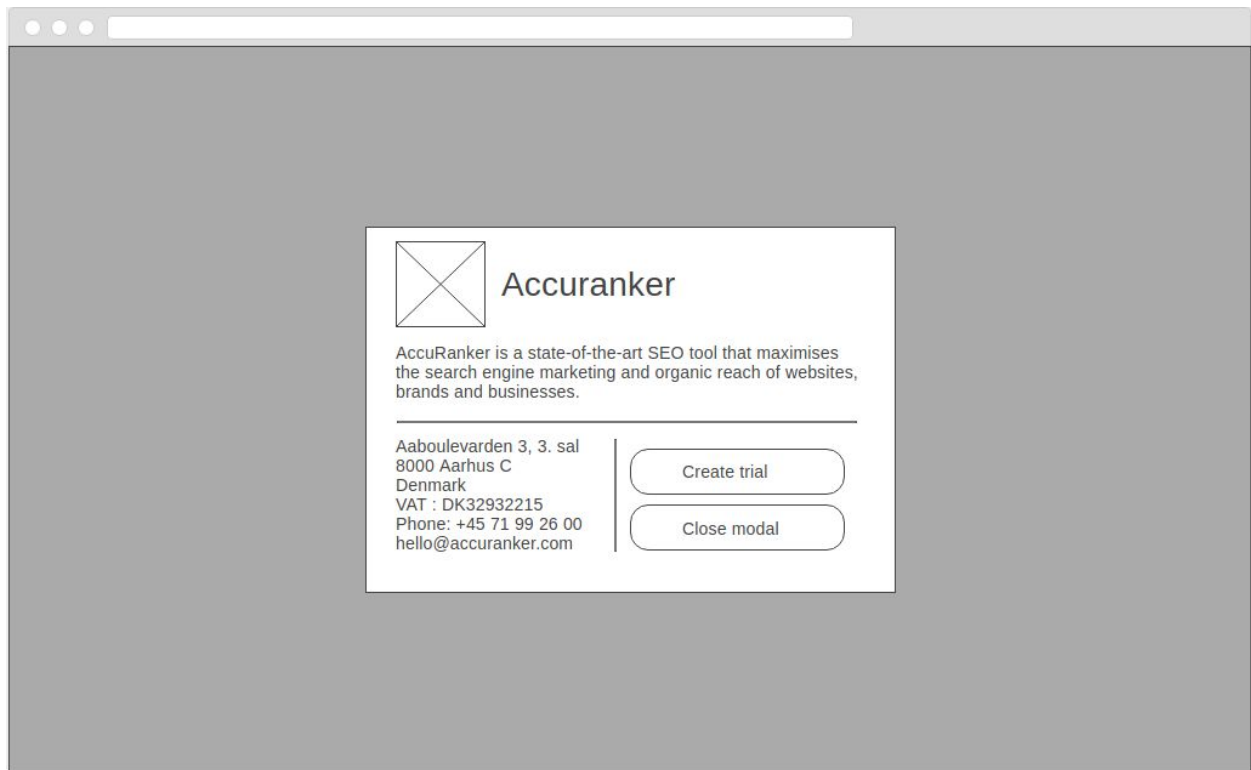 Accuranker
AccuRanker is a state-of-the-art SEO tool that maximises
the search engine marketing and organic reach of websites,
brands and businesses.
Aaboulevarden 3, 3. sal
8000 Aarhus C
Denmark
VAT : DK32932215
Phone: +45 71 99 26 00
hello@accuranker.com
Create trial
Close modal